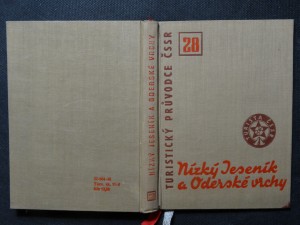 NÍZKÝ JESENÍK A ODERSKÉ VRCHY
TURISTICKÝ PRŮVODCE ČSSR
28
Nízký Jeseník
a Oderské vrchy